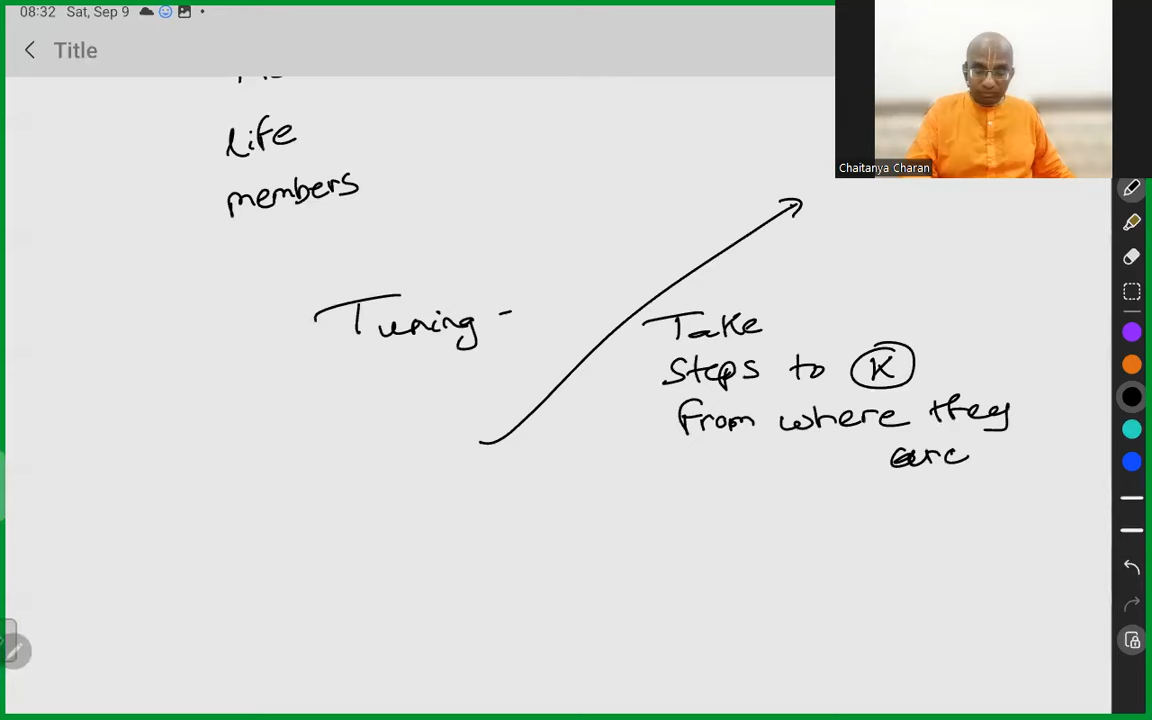 08:32 Sat, Sep 9
Title
Chaitanya Charan
Life
members
Tuning -
Take
steps to K
from where they
are